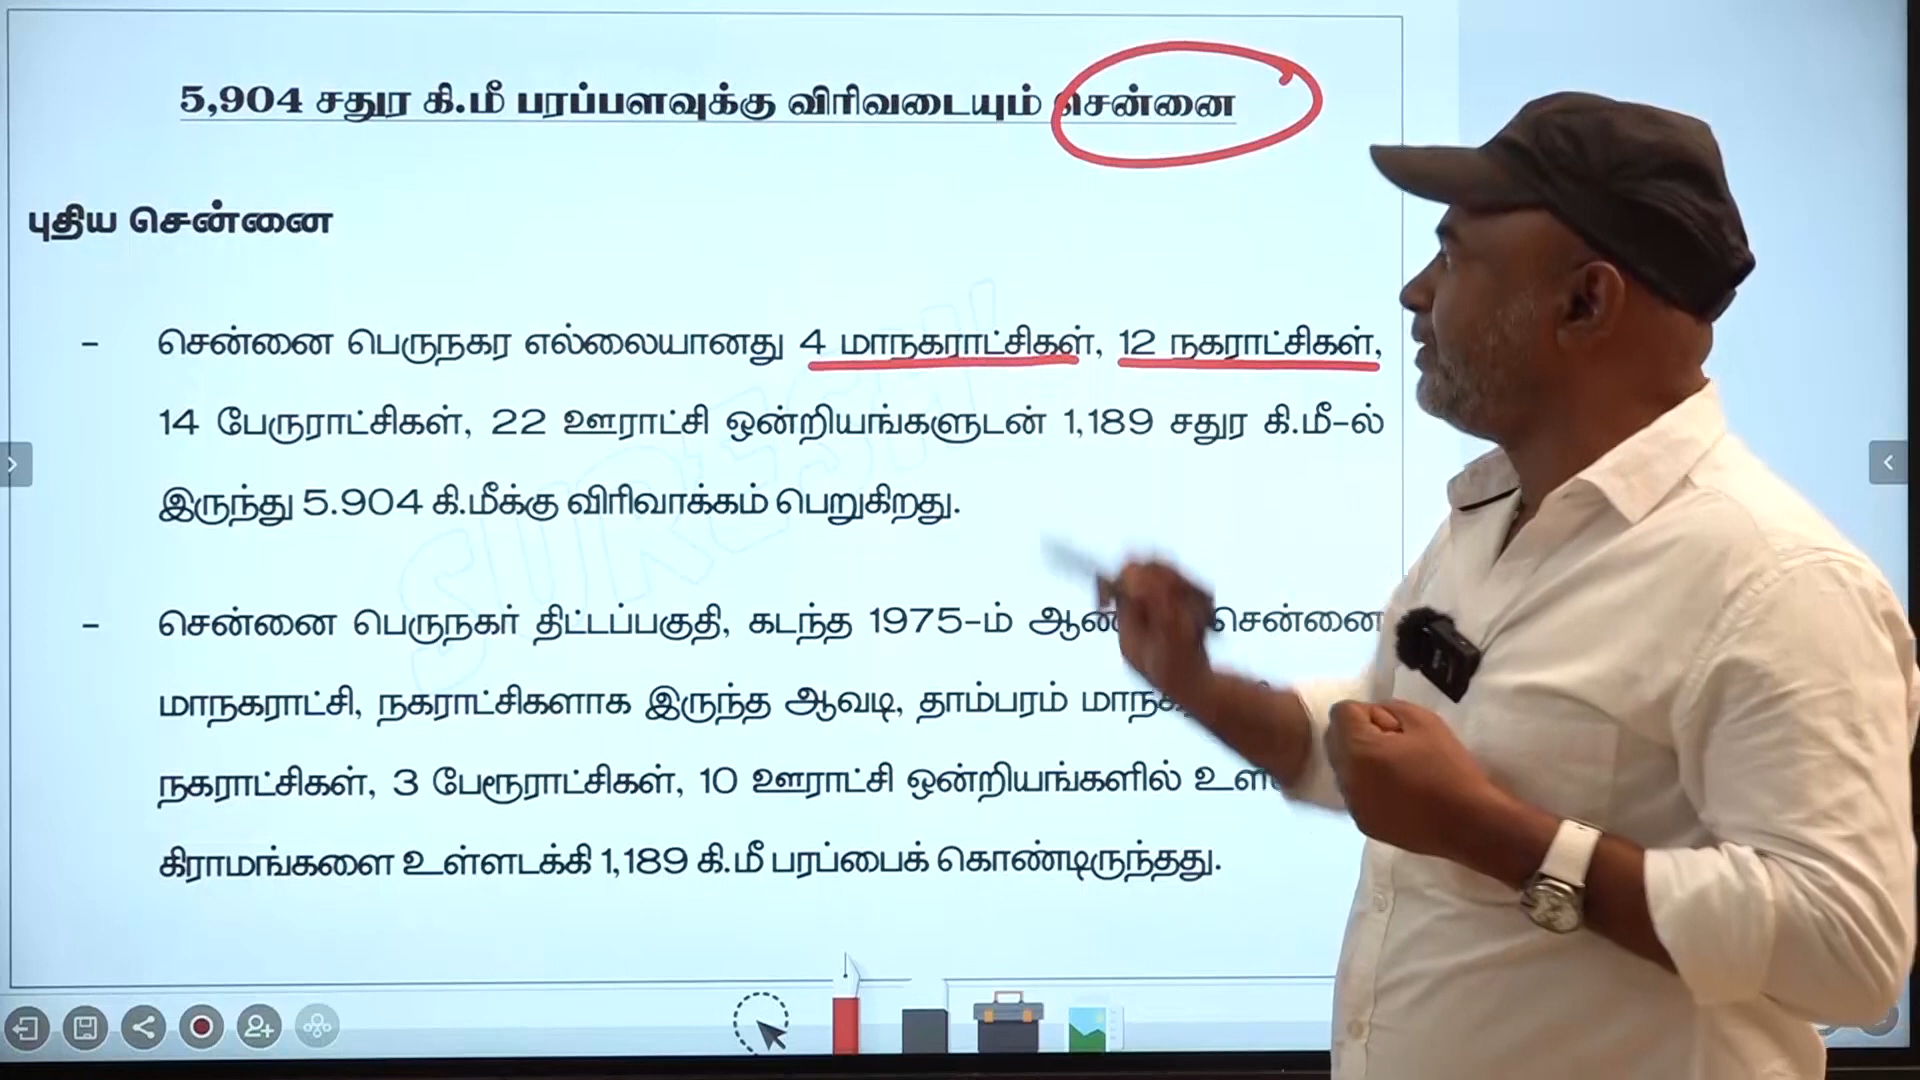 5,904 சதுர கி.மீ பரப்பளவுக்கு விரிவடையும் சென்னை
புதிய சென்னை
- சென்னை பெருநகர எல்லையானது 4 மாநகராட்சிகள், 12 நகராட்சிகள்,
14 பேருராட்சிகள், 22 ஊராட்சி ஒன்றியங்களுடன் 1,189 சதுர கி.மீ-ல்
இருந்து 5.904 கி.மீக்கு விரிவாக்கம் பெறுகிறது.
- சென்னை பெருநகர் திட்டப்பகுதி, கடந்த 1975-ம் சென்னை
மாநகராட்சி, நகராட்சிகளாக இருந்த ஆவடி, தாம்பரம்
நகராட்சிகள், 3 பேரூராட்சிகள், 10 ஊராட்சி ஒன்றியங்களில்
கிராமங்களை உள்ளடக்கி 1,189 கி.மீ பரப்பைக் கொண்டிருந்தது.
SURESH'